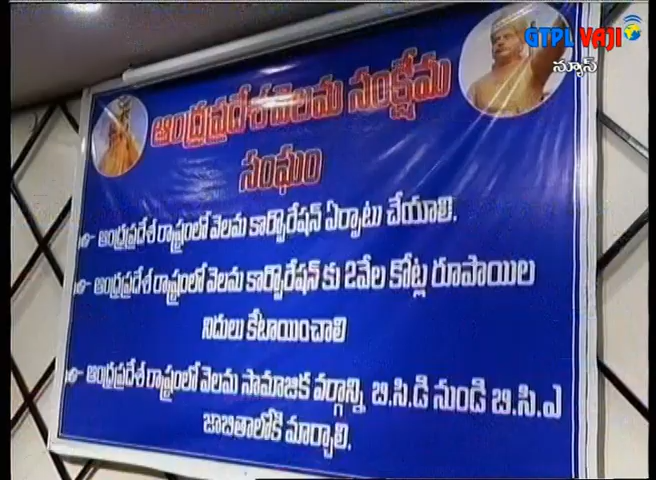 GTPL VAJI
న్యూస్
ఆంధ్రప్రదేశ్ వెలమ సంక్షేమ
సంఘం
ఆంధ్రప్రదేశ్ రాష్ట్రంలో వెలమ కార్పొరేషన్ ఏర్పాటు చేయాలి.
ఆంధ్రప్రదేశ్ రాష్ట్రంలో వెలమ కార్పొరేషన్ కు 2వేల కోట్ల రూపాయిల
నిదులు కేటాయించాలి
ఆంధ్రప్రదేశ్ రాష్ట్రంలో వెలమ సామాజిక వర్గాన్ని బి.సి.డి నుండి బి.సి.ఎ
జాబితాలోకి మార్చాలి.